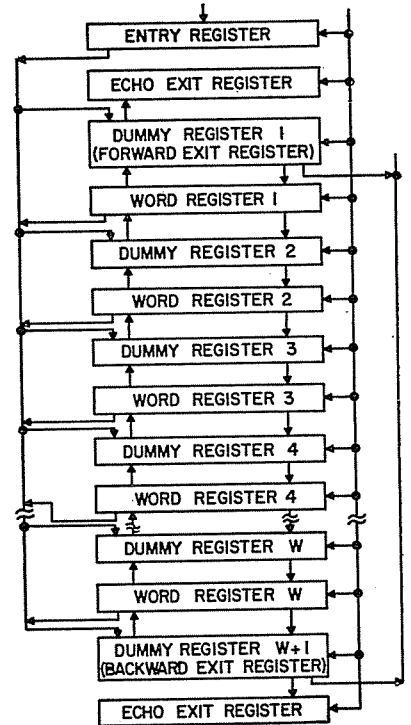 ENTRY REGISTER
ECHO EXIT REGISTER
DUMMY REGISTER 1
(FORWARD EXIT REGISTER)
WORD REGISTER 1
DUMMY REGISTER 2
WORD REGISTER 2
DUMMY REGISTER 3
WORD REGISTER 3
DUMMY REGISTER 4
WORD REGISTER 4
DUMMY REGISTER W
WORD REGISTER W
DUMMY REGISTER W+1
(BACKWARD EXIT REGISTER)
ECHO EXIT REGISTER